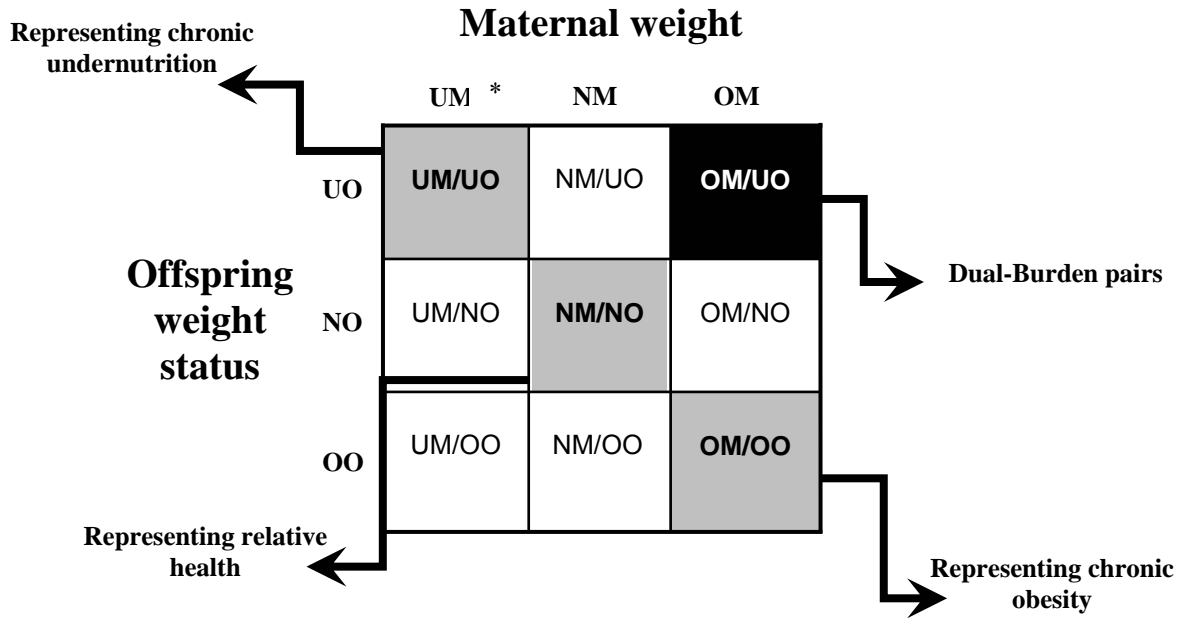 Maternal weight
Representing chronic
undernutrition
UM * NM OM
UO UM/UO NM/UO OM/UO
Offspring
weight
status
Dual-Burden pairs
NO UM/NO NM/NO OM/NO
OO UM/OO NM/OO OM/OO
Representing relative
health
Representing chronic
obesity